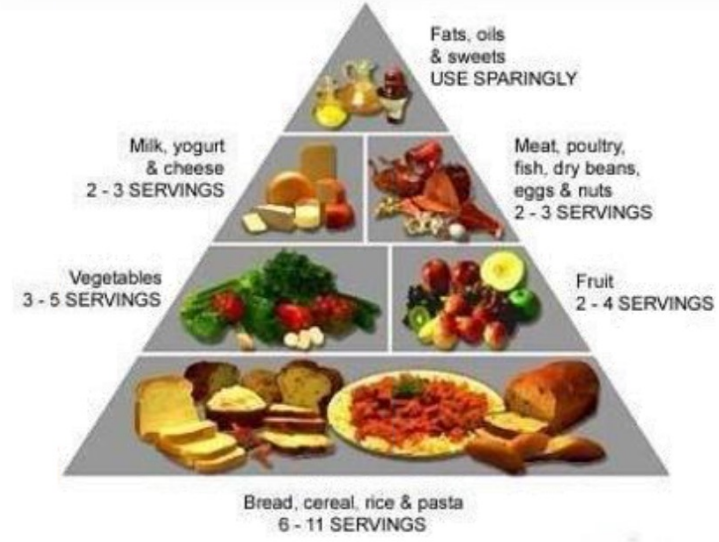 Fats, oils
& sweets
USE SPARINGLY
Milk, yogurt
& cheese
2 - 3 SERVINGS
Meat, poultry,
fish, dry beans,
eggs & nuts
2 - 3 SERVINGS
Vegetables
3 - 5 SERVINGS
Fruit
2 - 4 SERVINGS
Bread, cereal, rice & pasta
6 - 11 SERVINGS